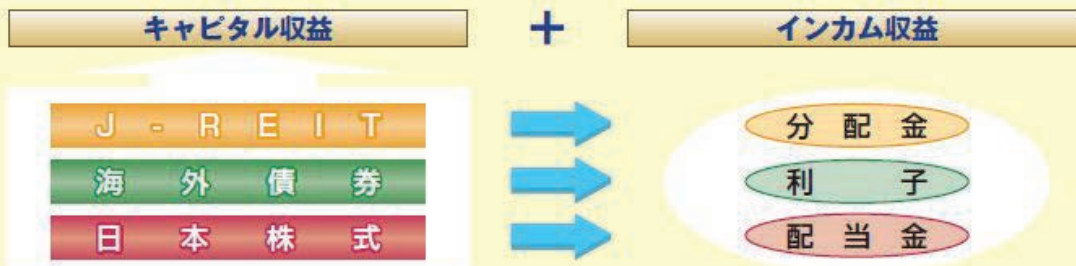 キャピタル収益 + インカム収益
J-REIT 分配金
海外債券 利子
日本株式 配当金